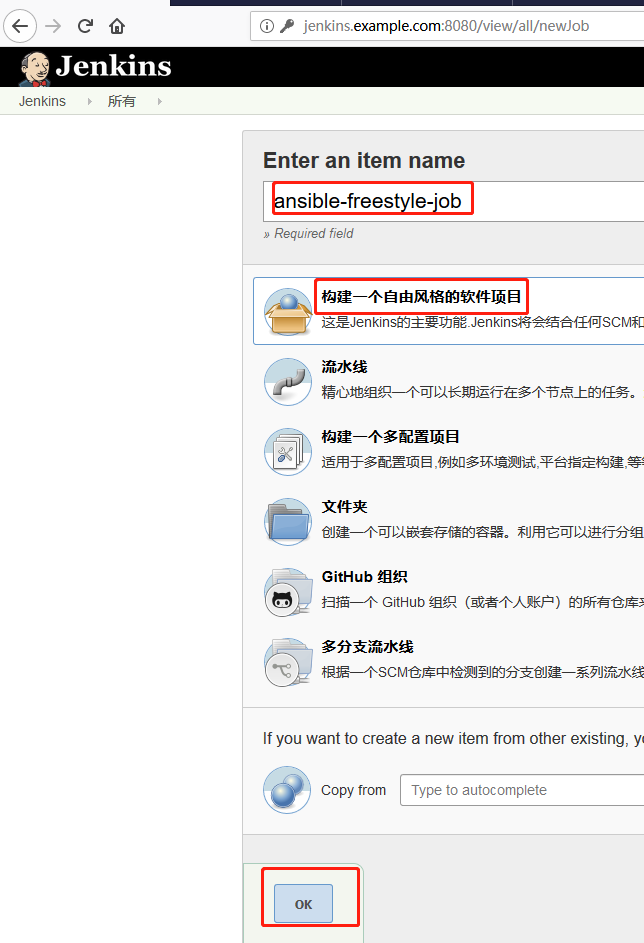 jenkins.example.com:8080/view/all/newJob
Jenkins
Jenkins 所有
Enter an item name
ansible-freestyle-job
» Required field
构建一个自由风格的软件项目
这是Jenkins的主要功能.Jenkins将会结合任何SCM和
流水线
精心地组织一个可以长期运行在多个节点上的任务。
构建一个多配置项目
适用于多配置项目,例如多环境测试,平台指定构建,等
文件夹
创建一个可以嵌套存储的容器。利用它可以进行分组
GitHub 组织
扫描一个 GitHub 组织（或者个人账户）的所有仓库
多分支流水线
根据一个SCM仓库中检测到的分支创建一系列流水线
If you want to create a new item from other existing,
Copy from Type to autocomplete
OK